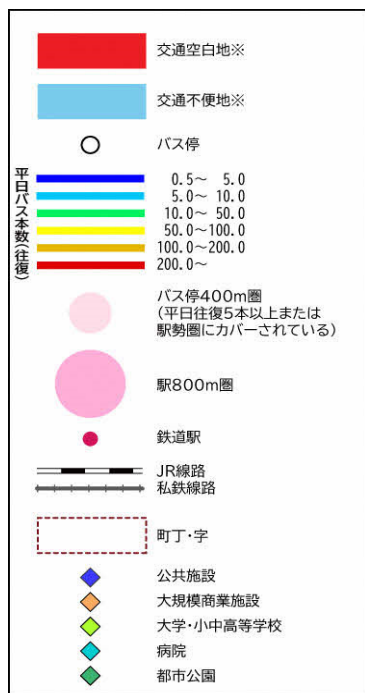 交通空白地※
交通不便地※
バス停
平日バス本数(往復)
0.5～ 5.0
5.0～ 10.0
10.0～ 50.0
50.0～100.0
100.0～200.0
200.0～
バス停400m圏
(平日往復5本以上または
駅勢圏にカバーされている)
駅800m圏
鉄道駅
JR線路
私鉄線路
町丁・字
公共施設
大規模商業施設
大学・小中高等学校
病院
都市公園